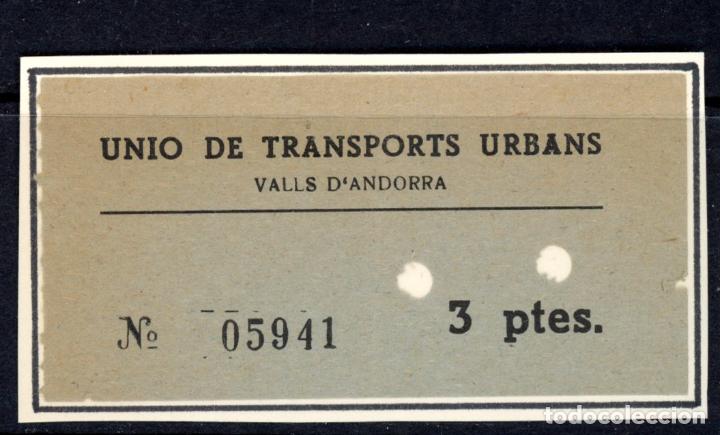 UNIO DE TRANSPORTS URBANS
VALLS D'ANDORRA
Nº 05941 3 ptes.
todocoleccion